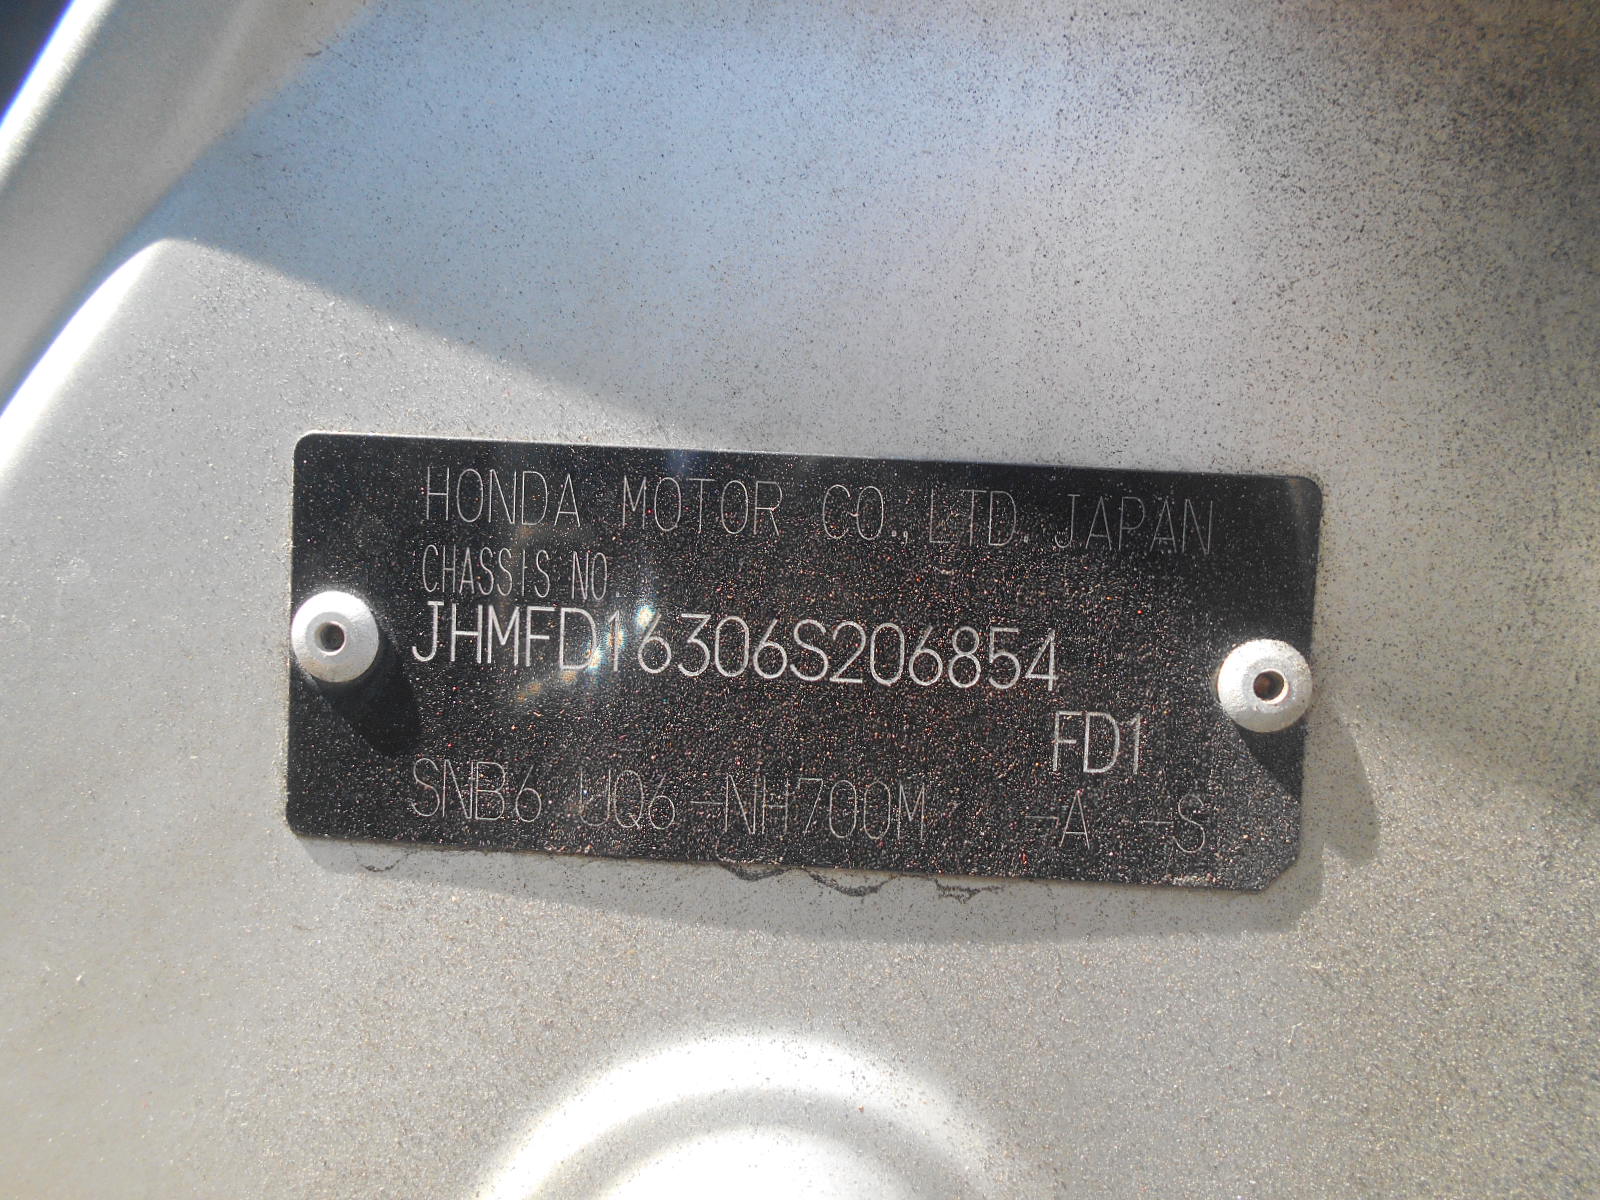 HONDA MOTOR CO., LTD. JAPAN
CHASSIS NO.
JHMFD16306S206854
FD1
SNB6 UQ6-NH700M -A -S